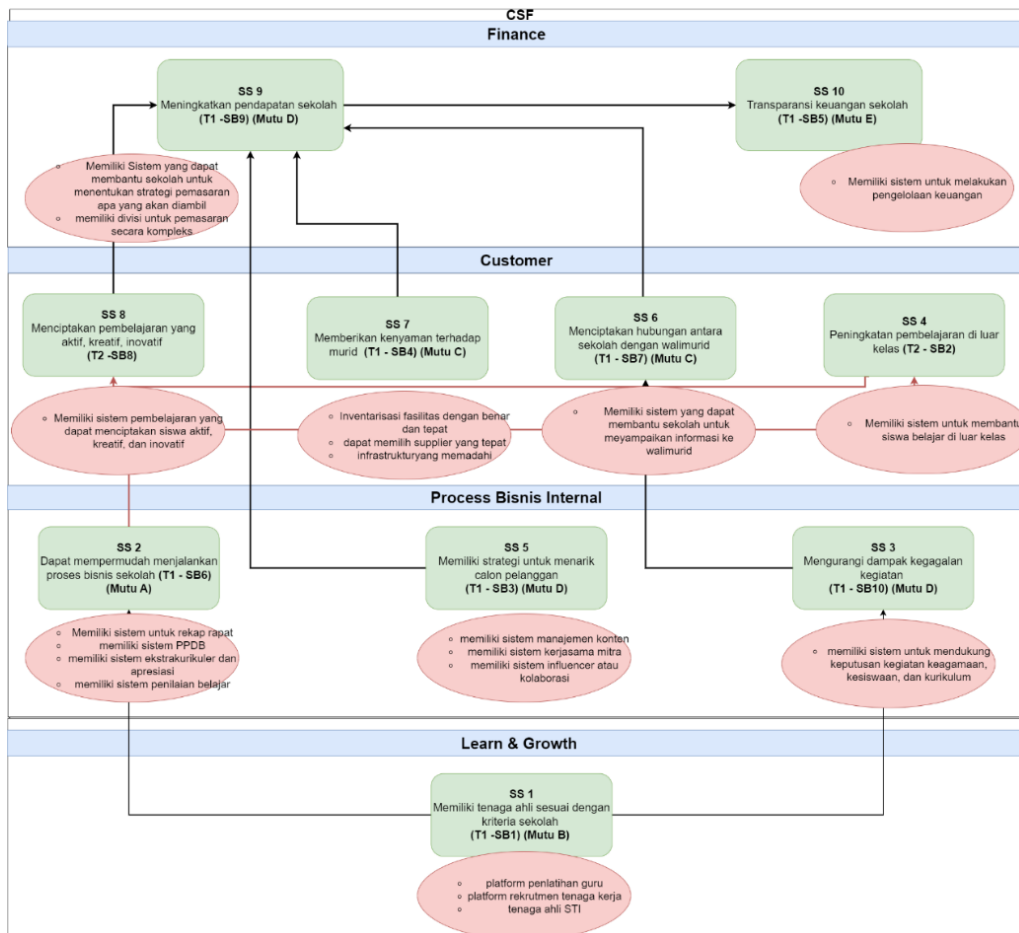 CSF
Finance
SS 9
Meningkatkan pendapatan sekolah
(T1 -SB9) (Mutu D)
SS 10
Transparansi keuangan sekolah
(T1 -SB5) (Mutu E)
Memiliki Sistem yang dapat
membantu sekolah untuk
menentukan strategi pemasaran
apa yang akan diambil
memiliki divisi untuk pemasaran
secara kompleks
Memiliki sistem untuk melakukan
pengelolaan keuangan
Customer
SS 8
Menciptakan pembelajaran yang
aktif, kreatif, inovatif
(T2 -SB8)
SS 7
Memberikan kenyaman terhadap
murid (T1 - SB4) (Mutu C)
SS 6
Menciptakan hubungan antara
sekolah dengan walimurid
(T1 - SB7) (Mutu C)
SS 4
Peningkatan pembelajaran di luar
kelas (T2 - SB2)
Memiliki sistem pembelajaran yang
dapat menciptakan siswa aktif,
kreatif, dan inovatif
Inventarisasi fasilitas dengan benar
dan tepat
dapat memilih supplier yang tepat
infrastrukturyang memadahi
Memiliki sistem yang dapat
membantu sekolah untuk
meyampaikan informasi ke
walimurid
Memiliki sistem untuk membantu
siswa belajar di luar kelas
Process Bisnis Internal
SS 2
Dapat mempermudah menjalankan
proses bisnis sekolah (T1 - SB6)
(Mutu A)
SS 5
Memiliki strategi untuk menarik
calon pelanggan
(T1 - SB3) (Mutu D)
SS 3
Mengurangi dampak kegagalan
kegiatan
(T1 - SB10) (Mutu D)
Memiliki sistem untuk rekap rapat
memiliki sistem PPDB
memiliki sistem ekstrakurikuler dan
apresiasi
memiliki sistem penilaian belajar
memiliki sistem manajemen konten
memiliki sistem kerjasama mitra
memiliki sistem influencer atau
kolaborasi
memiliki sistem untuk mendukung
keputusan kegiatan keagamaan,
kesiswaan, dan kurikulum
Learn & Growth
SS 1
Memiliki tenaga ahli sesuai dengan
kriteria sekolah
(T1 -SB1) (Mutu B)
platform penlatihan guru
platform rekrutmen tenaga kerja
tenaga ahli STI